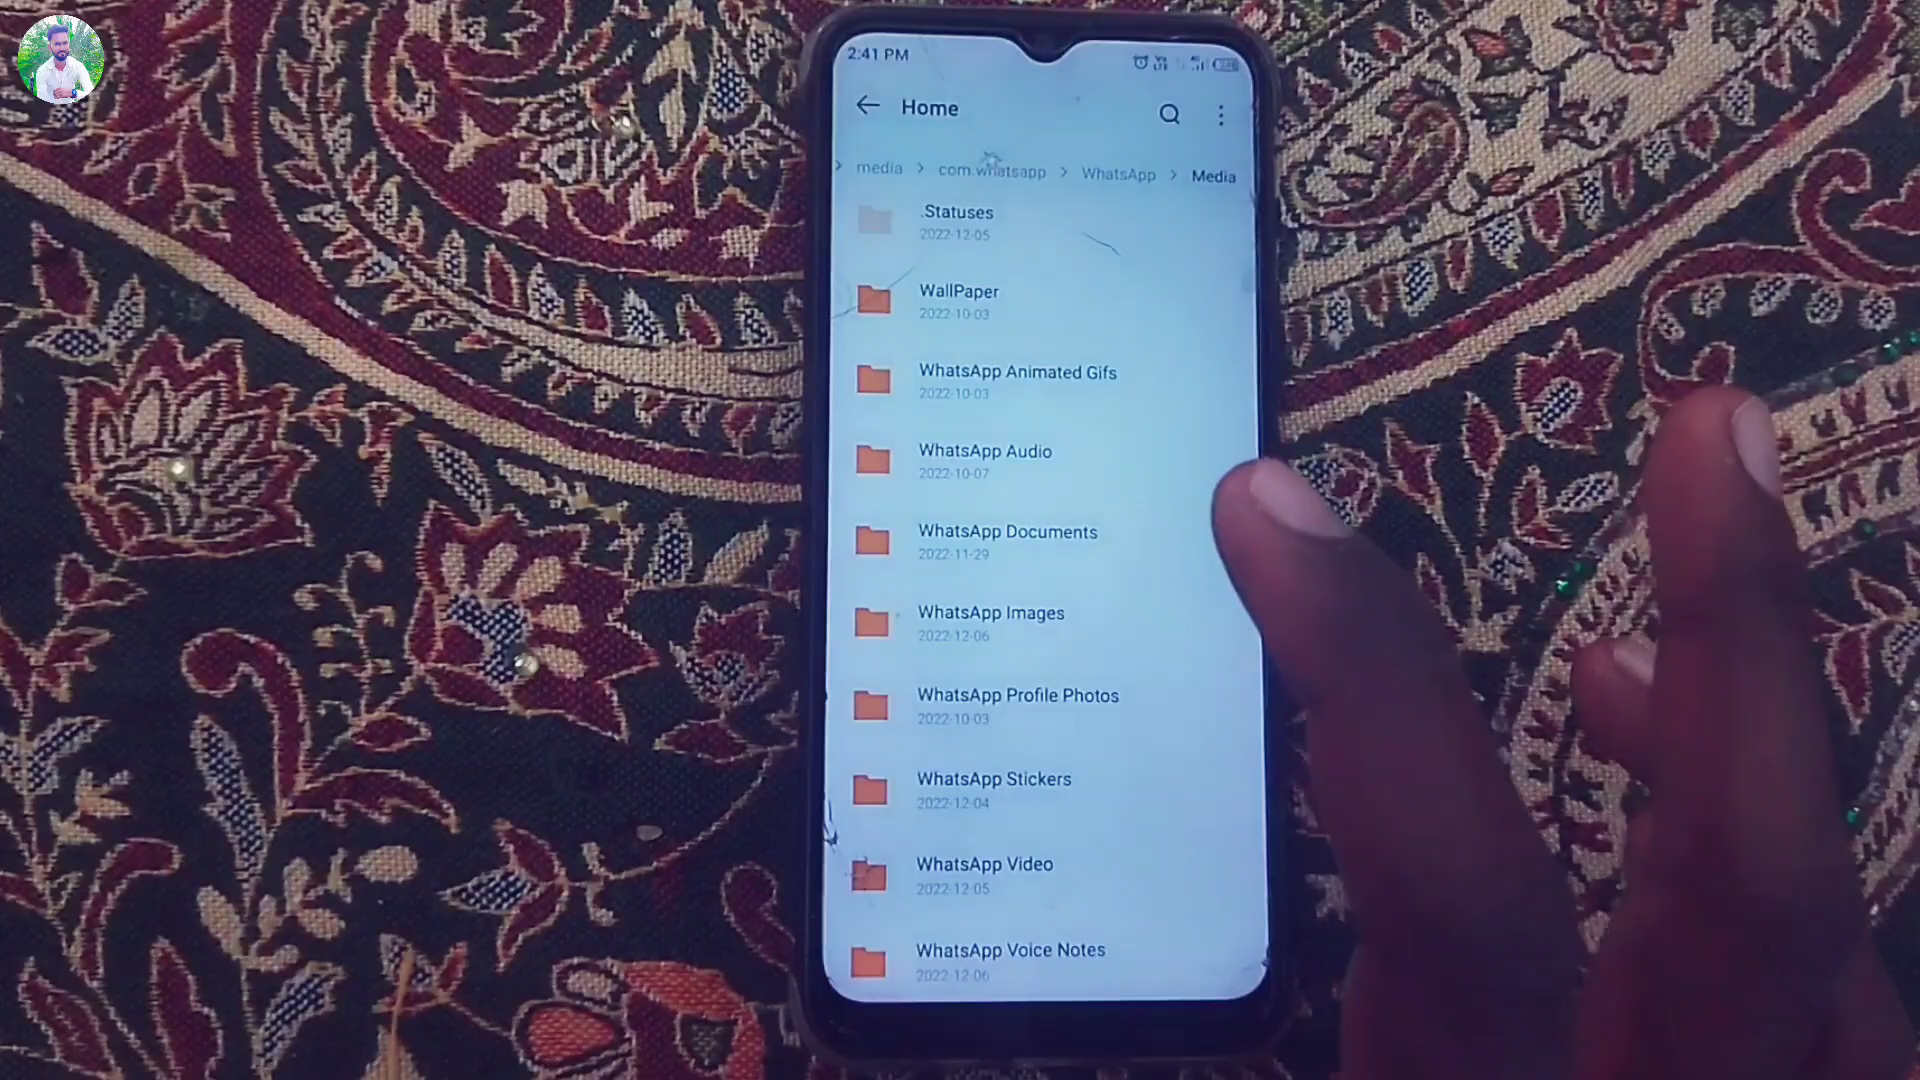 2:41 PM
Home
media > com.whatsapp > WhatsApp > Media
.Statuses
2022-12-05
WallPaper
2022-10-03
WhatsApp Animated Gifs
2022-10-03
WhatsApp Audio
2022-10-07
WhatsApp Documents
2022-11-29
WhatsApp Images
2022-12-06
WhatsApp Profile Photos
2022-10-03
WhatsApp Stickers
2022-12-04
WhatsApp Video
2022-12-05
WhatsApp Voice Notes
2022-12-06